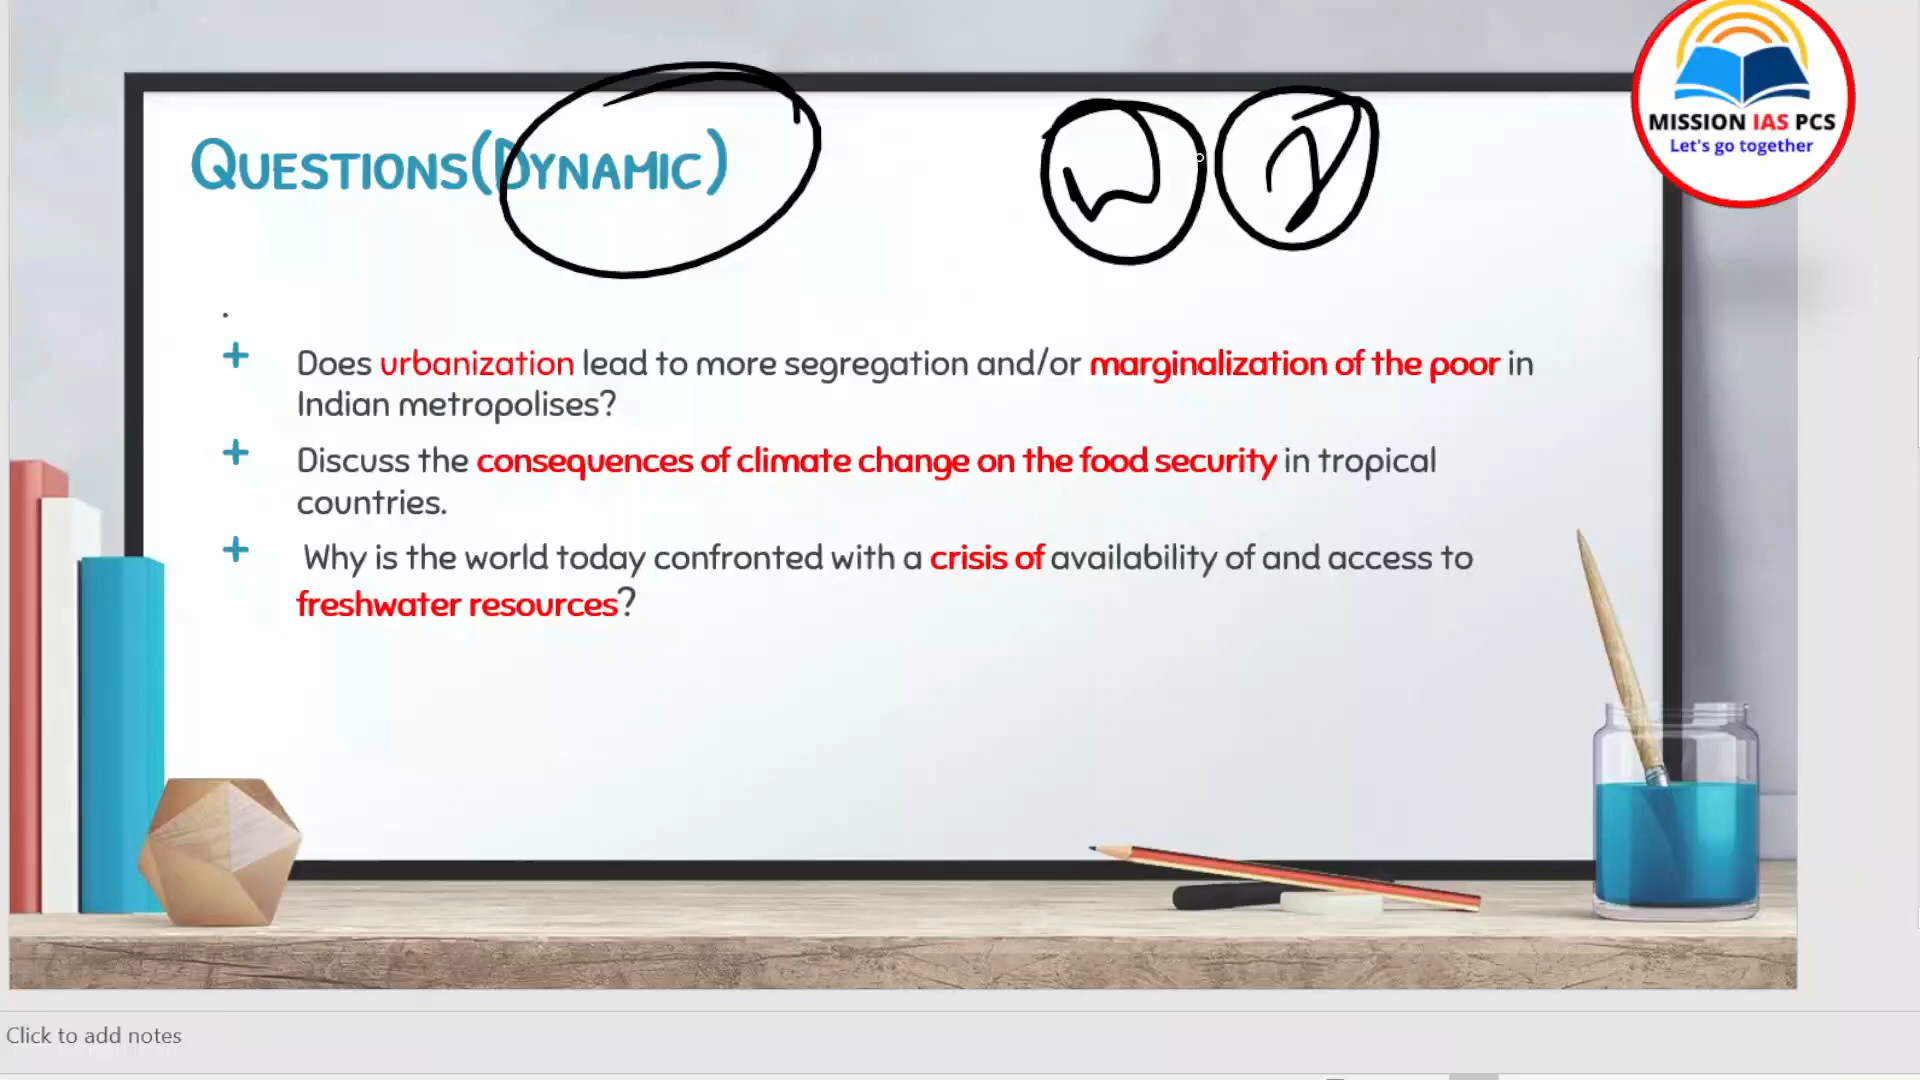 MISSION IAS PCS
Let's go together
QUESTIONS(DYNAMIC)
.
+ Does urbanization lead to more segregation and/or marginalization of the poor in
Indian metropolises?
+ Discuss the consequences of climate change on the food security in tropical
countries.
+ Why is the world today confronted with a crisis of availability of and access to
freshwater resources?
Click to add notes